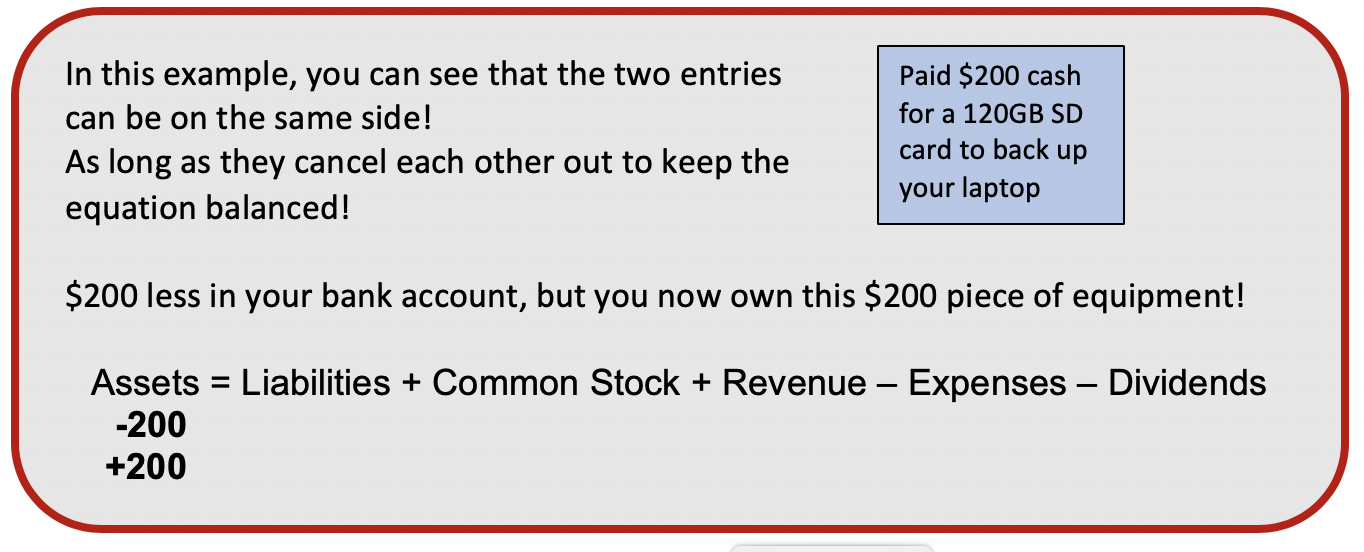 In this example, you can see that the two entries
can be on the same side!
As long as they cancel each other out to keep the
equation balanced!
Paid $200 cash
for a 120GB SD
card to back up
your laptop
$200 less in your bank account, but you now own this $200 piece of equipment!
Assets = Liabilities + Common Stock + Revenue – Expenses – Dividends
-200
+200